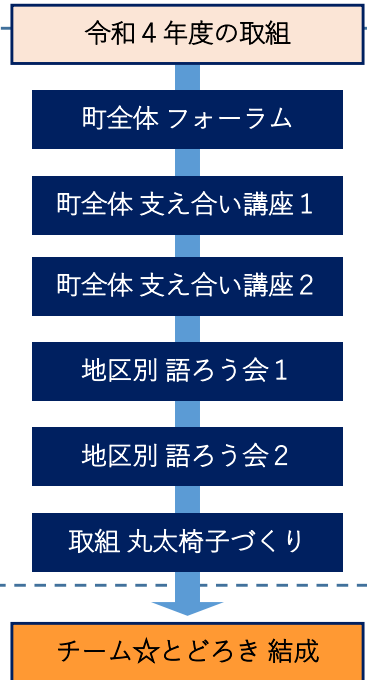 令和４年度の取組
町全体 フォーラム
町全体 支え合い講座１
町全体 支え合い講座２
地区別 語ろう会１
地区別 語ろう会２
取組 丸太椅子づくり
チーム☆とどろき 結成